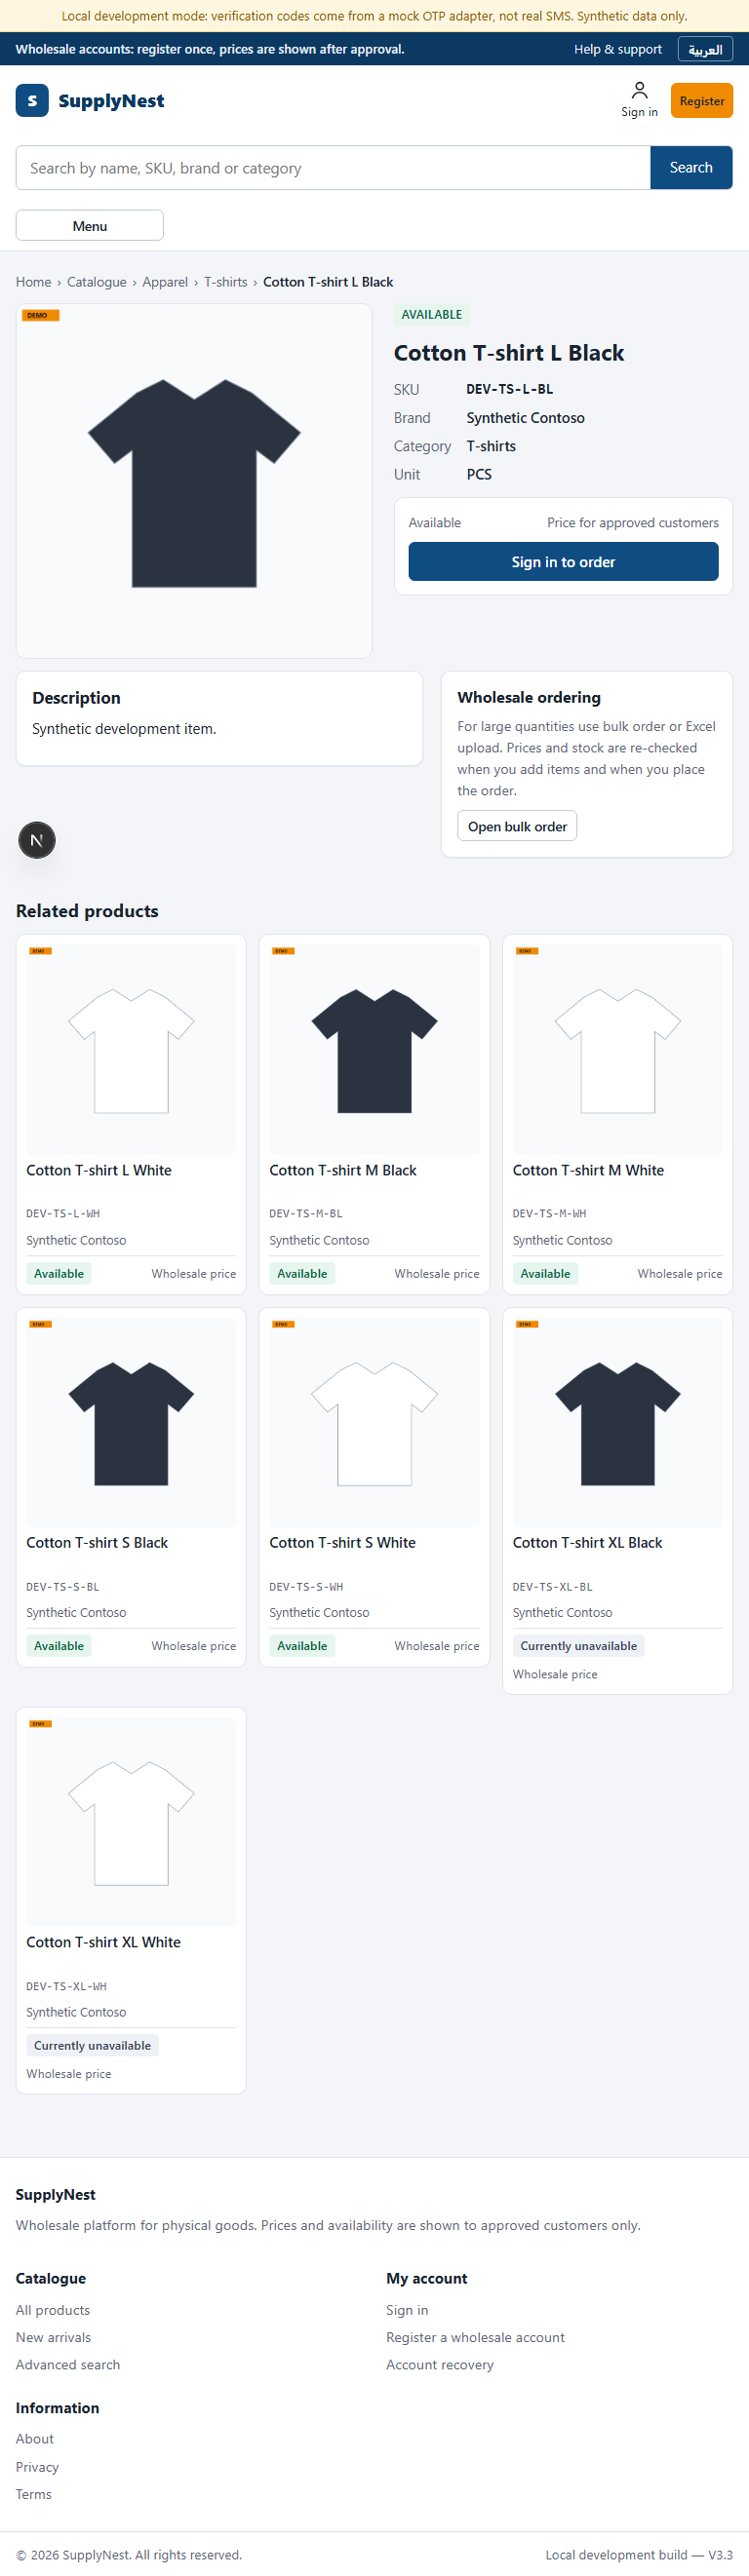 Local development mode: verification codes come from a mock OTP adapter, not real SMS. Synthetic data only.
Wholesale accounts: register once, prices are shown after approval.
Help & support
العربية
S
SupplyNest
Sign in
Register
Search by name, SKU, brand or category
Search
Menu
Home › Catalogue › Apparel › T-shirts › Cotton T-shirt L Black
DEMO
AVAILABLE
Cotton T-shirt L Black
SKU DEV-TS-L-BL
Brand Synthetic Contoso
Category T-shirts
Unit PCS
Available Price for approved customers
Sign in to order
Description
Synthetic development item.
Wholesale ordering
For large quantities use bulk order or Excel
upload. Prices and stock are re-checked
when you add items and when you place
the order.
Open bulk order
N
Related products
DEMO
Cotton T-shirt L White
DEV-TS-L-WH
Synthetic Contoso
Available Wholesale price
DEMO
Cotton T-shirt M Black
DEV-TS-M-BL
Synthetic Contoso
Available Wholesale price
DEMO
Cotton T-shirt M White
DEV-TS-M-WH
Synthetic Contoso
Available Wholesale price
DEMO
Cotton T-shirt S Black
DEV-TS-S-BL
Synthetic Contoso
Available Wholesale price
DEMO
Cotton T-shirt S White
DEV-TS-S-WH
Synthetic Contoso
Available Wholesale price
DEMO
Cotton T-shirt XL Black
DEV-TS-XL-BL
Synthetic Contoso
Currently unavailable
Wholesale price
DEMO
Cotton T-shirt XL White
DEV-TS-XL-WH
Synthetic Contoso
Currently unavailable
Wholesale price
SupplyNest
Wholesale platform for physical goods. Prices and availability are shown to approved customers only.
Catalogue
All products
New arrivals
Advanced search
My account
Sign in
Register a wholesale account
Account recovery
Information
About
Privacy
Terms
© 2026 SupplyNest. All rights reserved.
Local development build — V3.3